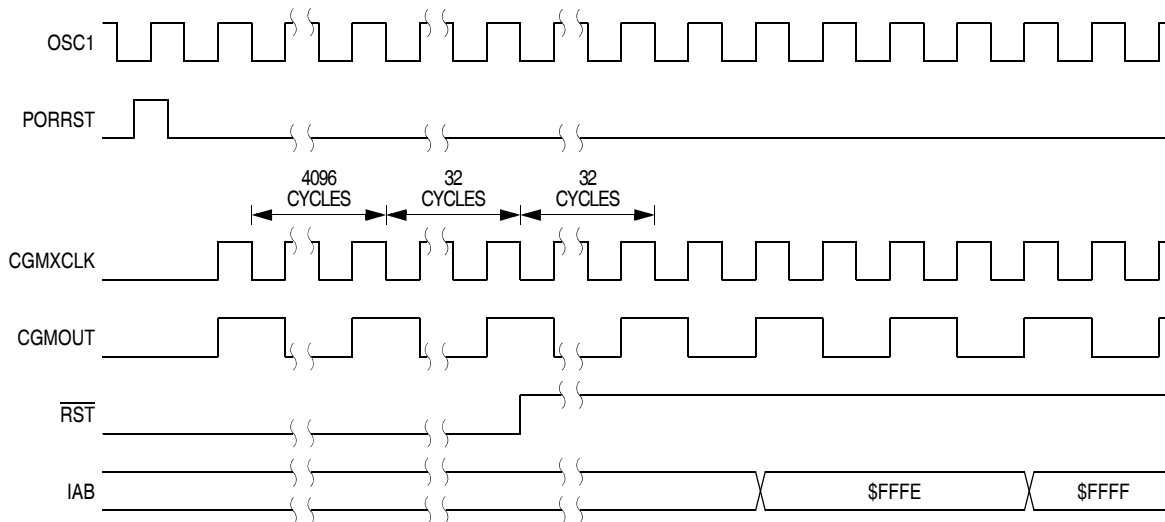 OSC1
PORRST
4096
CYCLES
32
CYCLES
32
CYCLES
CGMXCLK
CGMOUT
RST
IAB
$FFFE
$FFFF